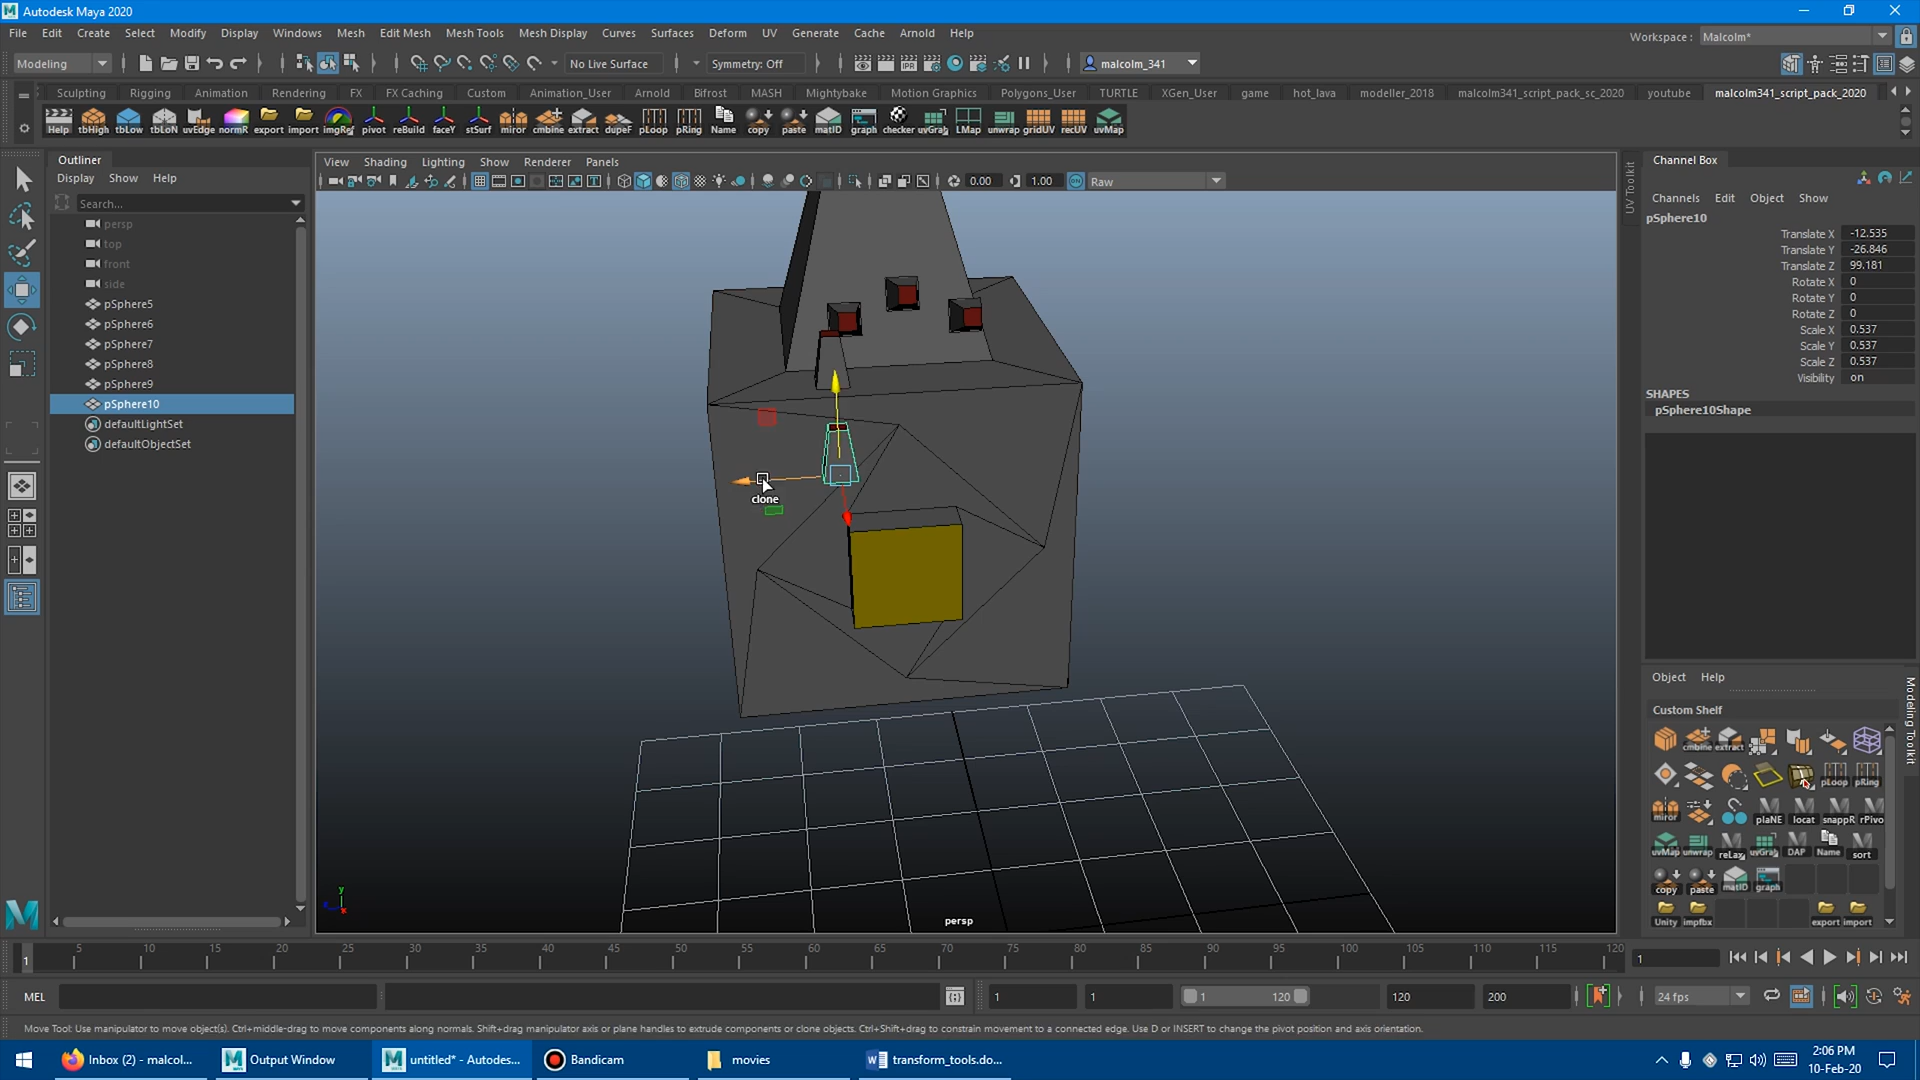 Autodesk Maya 2020
File Edit Create Select Modify Display Windows Mesh Edit Mesh Mesh Tools Mesh Display Curves Surfaces Deform UV Generate Cache Arnold Help
Workspace : Malcolm*
Modeling No Live Surface Symmetry: Off malcolm_341
Sculpting Rigging Animation Rendering FX FX Caching Custom Animation_User Arnold Bifrost MASH Mightybake Motion Graphics Polygons_User TURTLE XGen_User game hot_lava modeller_2018 malcolm341_script_pack_sc_2020 youtube malcolm341_script_pack_2020
Help tbHigh tbLow tbLoN uvEdge normR export import imgRef pivot reBuild faceY stSurf miror cmbine extract dupeF pLoop pRing Name copy paste matID graph checker uvGrab LMap unwrap gridUV recUV uvMap
Outliner
Display Show Help
Search...
persp
top
front
side
pSphere5
pSphere6
pSphere7
pSphere8
pSphere9
pSphere10
defaultLightSet
defaultObjectSet
View Shading Lighting Show Renderer Panels
0.00 1.00 Raw
clone
persp
y
UV Toolkit
Channel Box
Channels Edit Object Show
pSphere10
Translate X -12.535
Translate Y -26.846
Translate Z 99.181
Rotate X 0
Rotate Y 0
Rotate Z 0
Scale X 0.537
Scale Y 0.537
Scale Z 0.537
Visibility on
SHAPES
pSphere10Shape
Object Help
Custom Shelf
cmbine extract
pLoop pRing
miror plaNE locat snappR rPivo
uvMap unwrap reLax uvGrab DAP Name sort
copy paste matID graph
Unity impfbx export import
Modeling Toolkit
5 10 15 20 25 30 35 40 45 50 55 60 65 70 75 80 85 90 95 100 105 110 115 120
1 1
MEL 1 1 1 120 120 200 24 fps
Move Tool: Use manipulator to move object(s). Ctrl+middle-drag to move components along normals. Shift+drag manipulator axis or plane handles to extrude components or clone objects. Ctrl+Shift+drag to constrain movement to a connected edge. Use D or INSERT to change the pivot position and axis orientation.
Inbox (2) - malcol... Output Window untitled* - Autodes... Bandicam movies transform_tools.do...
2:06 PM
10-Feb-20